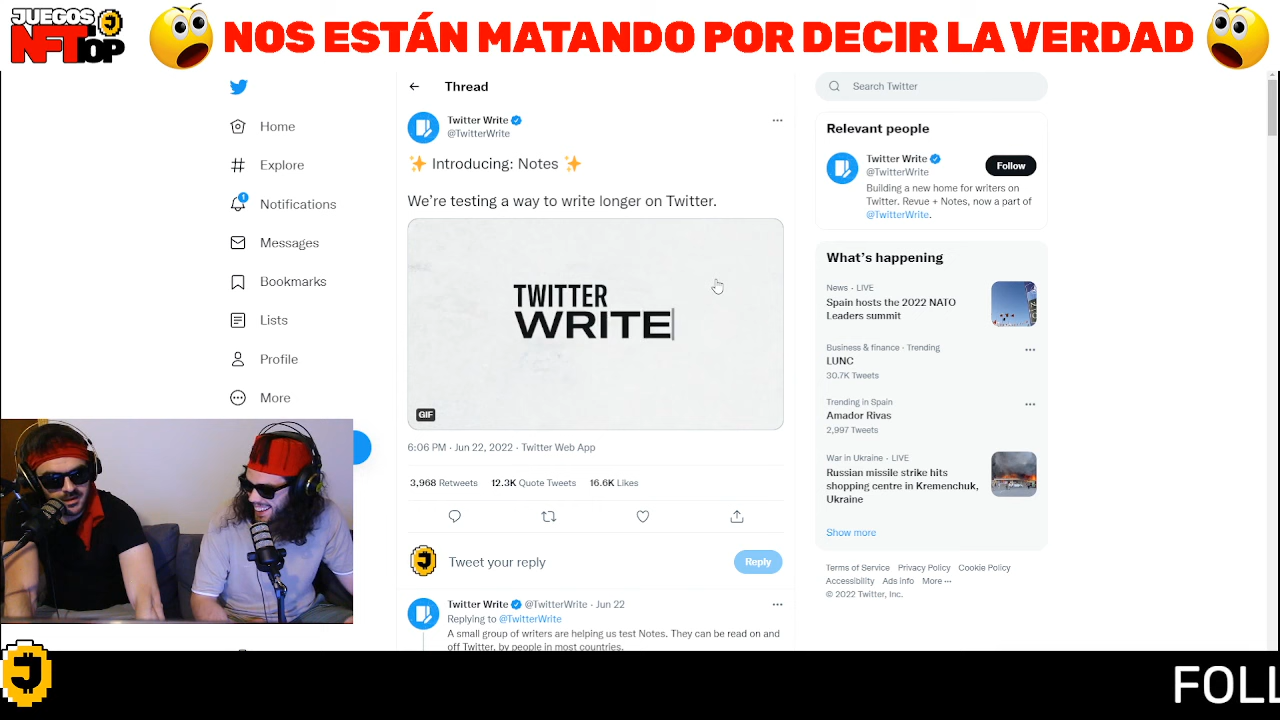 JUEGOS
NFT TOP
NOS ESTÁN MATANDO POR DECIR LA VERDAD
Thread
Search Twitter
Home
Explore
1
Notifications
Messages
Bookmarks
Lists
Profile
More
Twitter Write
@TwitterWrite
✨ Introducing: Notes ✨
We’re testing a way to write longer on Twitter.
TWITTER
WRITE
GIF
6:06 PM · Jun 22, 2022 · Twitter Web App
3,968 Retweets 12.3K Quote Tweets 16.6K Likes
Tweet your reply
Reply
Twitter Write @TwitterWrite · Jun 22
Replying to @TwitterWrite
A small group of writers are helping us test Notes. They can be read on and
off Twitter, by people in most countries.
Relevant people
Twitter Write
@TwitterWrite
Follow
Building a new home for writers on
Twitter. Revue + Notes, now a part of
@TwitterWrite.
What’s happening
News · LIVE
Spain hosts the 2022 NATO
Leaders summit
Business & finance · Trending
LUNC
30.7K Tweets
Trending in Spain
Amador Rivas
2,997 Tweets
War in Ukraine · LIVE
Russian missile strike hits
shopping centre in Kremenchuk,
Ukraine
Show more
Terms of Service Privacy Policy Cookie Policy
Accessibility Ads info More ···
© 2022 Twitter, Inc.
J
FOLL